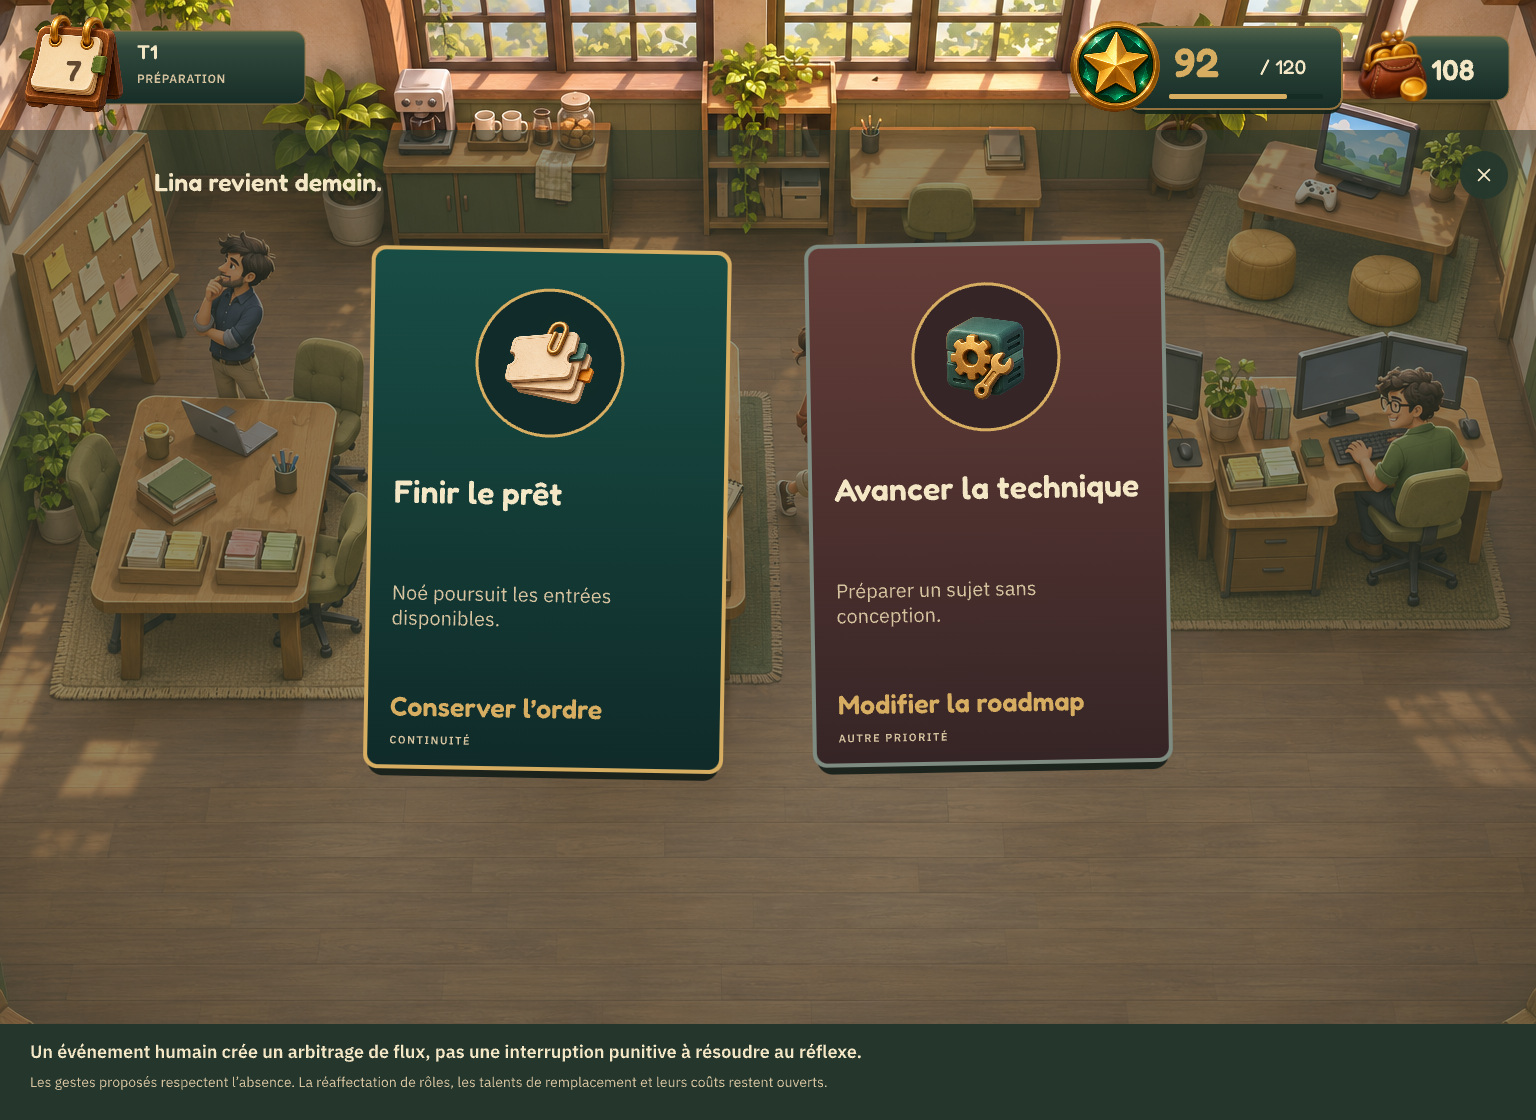 7
T1
PRÉPARATION
92
/ 120
108
Lina revient demain.
Finir le prêt
Noé poursuit les entrées
disponibles.
Conserver l’ordre
CONTINUITÉ
Avancer la technique
Préparer un sujet sans
conception.
Modifier la roadmap
AUTRE PRIORITÉ
Un événement humain crée un arbitrage de flux, pas une interruption punitive à résoudre au réflexe.
Les gestes proposés respectent l’absence. La réaffectation de rôles, les talents de remplacement et leurs coûts restent ouverts.